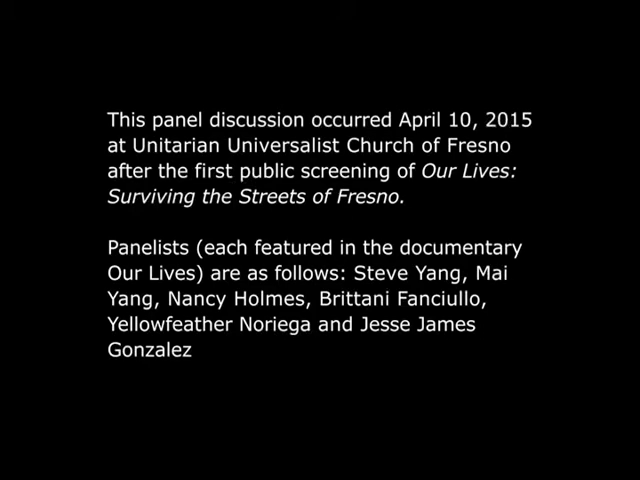 This panel discussion occurred April 10, 2015
at Unitarian Universalist Church of Fresno
after the first public screening of Our Lives:
Surviving the Streets of Fresno.
Panelists (each featured in the documentary
Our Lives) are as follows: Steve Yang, Mai
Yang, Nancy Holmes, Brittani Fanciullo,
Yellowfeather Noriega and Jesse James
Gonzalez